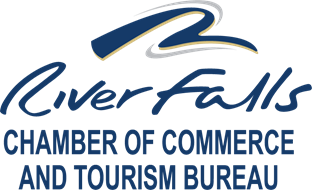 River Falls
CHAMBER OF COMMERCE
AND TOURISM BUREAU